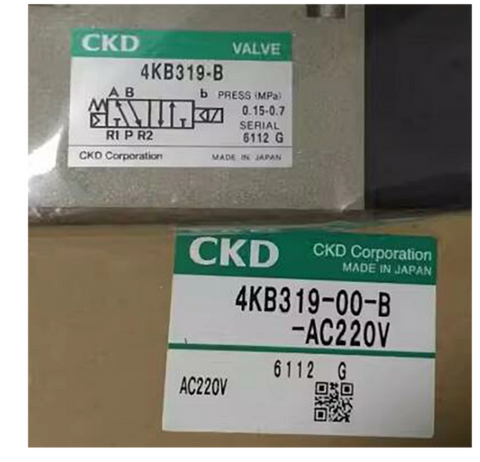 CKD VALVE
4KB319-B
A B b PRESS (MPa)
0.15-0.7
R1 P R2 SERIAL
6112 G
CKD Corporation MADE IN JAPAN
CKD CKD Corporation
MADE IN JAPAN
4KB319-00-B
-AC220V
6112 G
AC220V